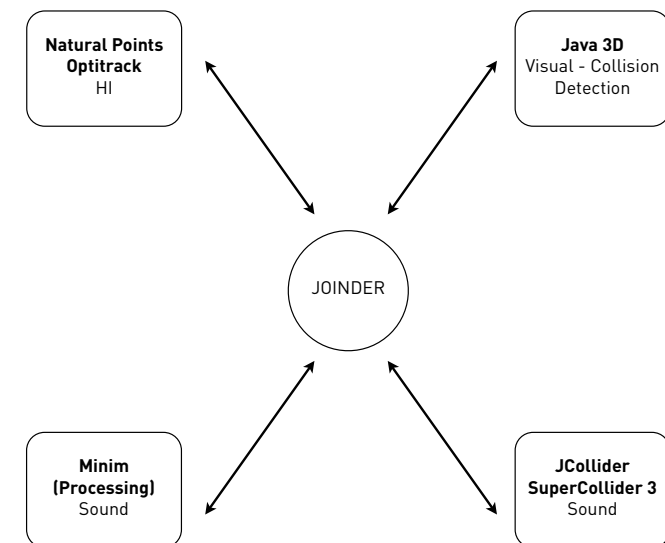 Natural Points
Optitrack
HI
Java 3D
Visual - Collision
Detection
JOINDER
Minim
(Processing)
Sound
JCollider
SuperCollider 3
Sound